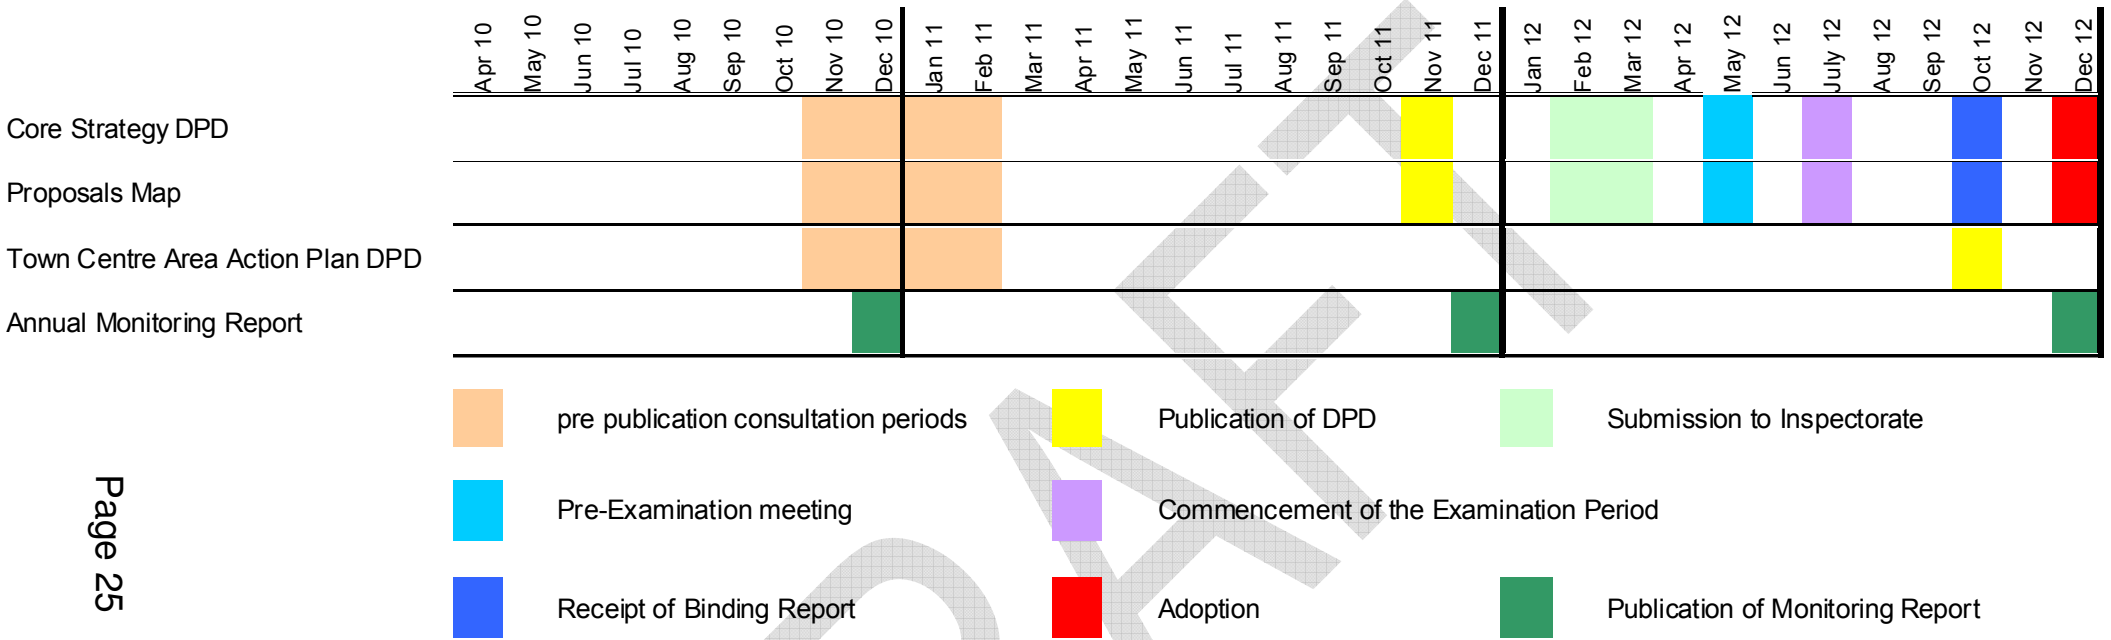 Apr 10 May 10 Jun 10 Jul 10 Aug 10 Sep 10 Oct 10 Nov 10 Dec 10 Jan 11 Feb 11 Mar 11 Apr 11 May 11 Jun 11 Jul 11 Aug 11 Sep 11 Oct 11 Nov 11 Dec 11 Jan 12 Feb 12 Mar 12 Apr 12 May 12 Jun 12 July 12 Aug 12 Sep 12 Oct 12 Nov 12 Dec 12
Core Strategy DPD
Proposals Map
Town Centre Area Action Plan DPD
Annual Monitoring Report
pre publication consultation periods Publication of DPD Submission to Inspectorate
Pre-Examination meeting Commencement of the Examination Period
Receipt of Binding Report Adoption Publication of Monitoring Report
Page 25
DRAFT